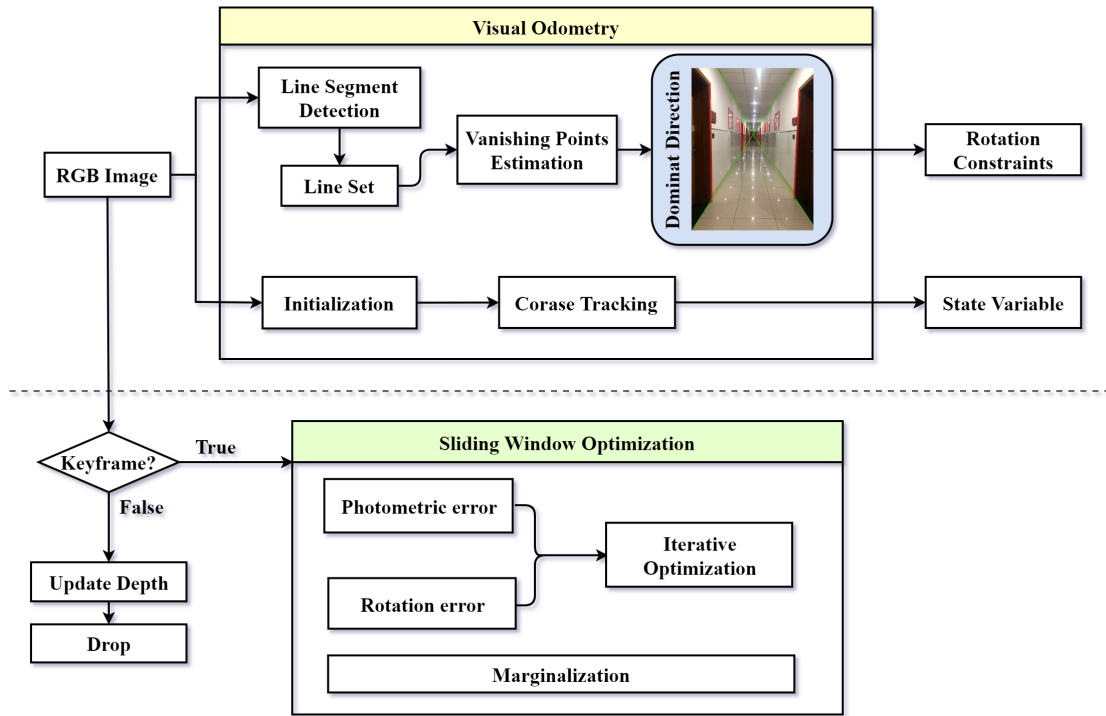 Visual Odometry
Line Segment
Detection
Line Set
Vanishing Points
Estimation
Dominat Direction
Rotation
Constraints
RGB Image
Initialization
Corase Tracking
State Variable
Keyframe?
True
False
Update Depth
Drop
Sliding Window Optimization
Photometric error
Rotation error
Iterative
Optimization
Marginalization